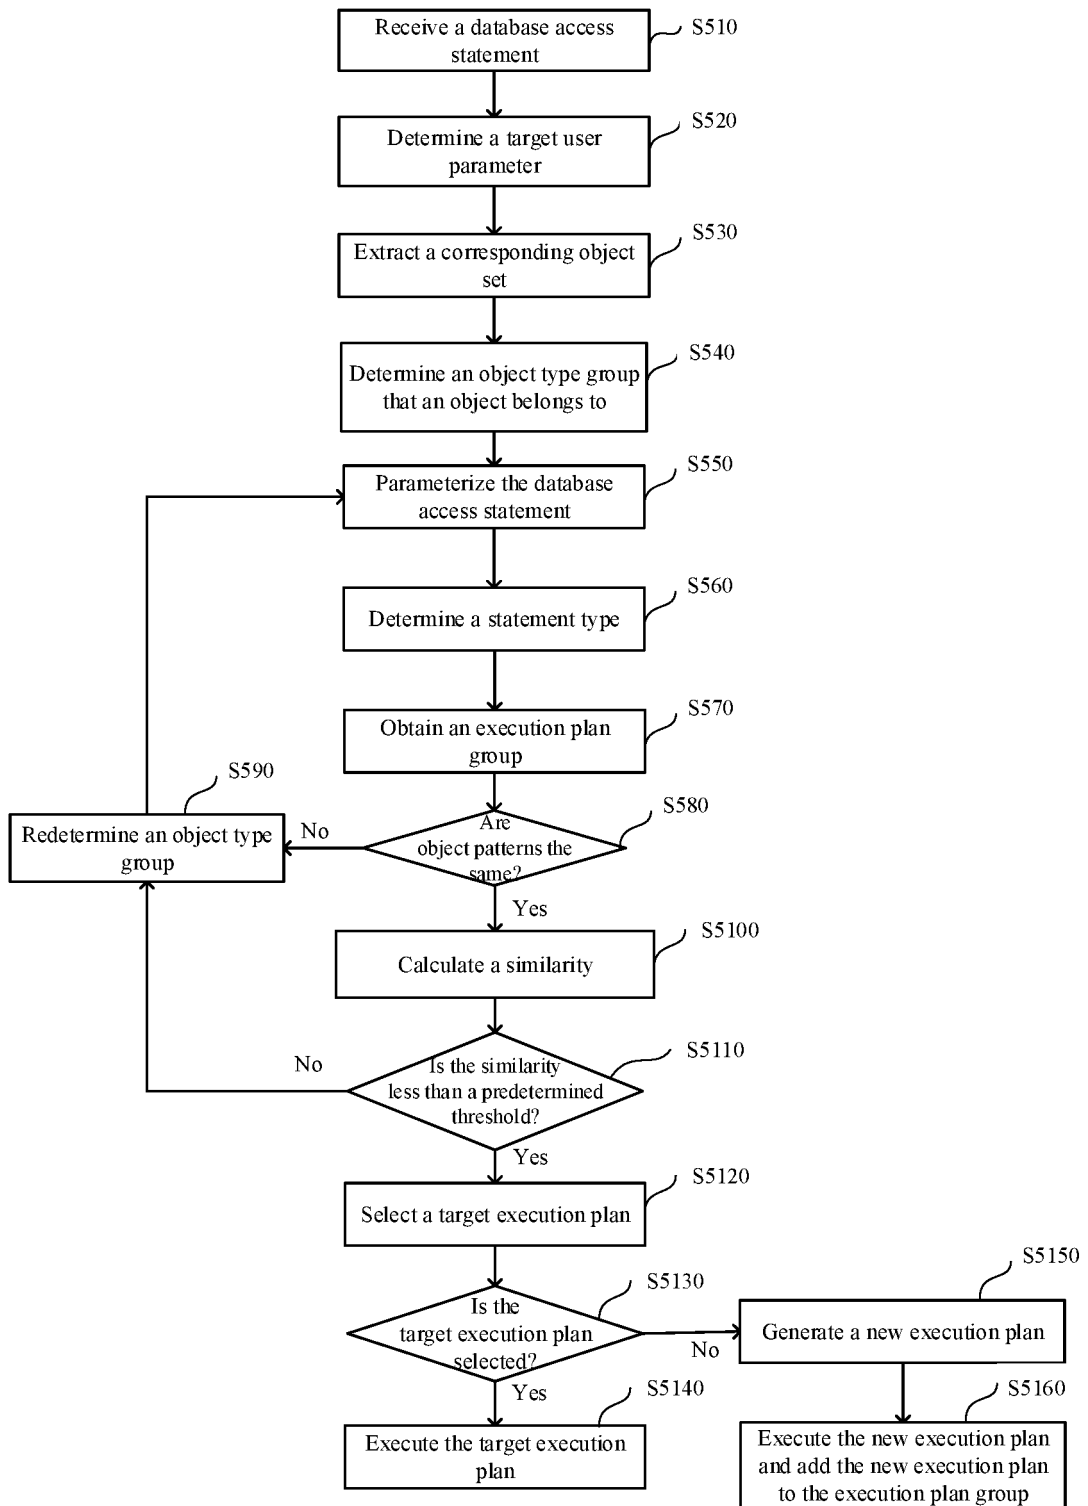 Receive a database access
statement
S510
Determine a target user
parameter
S520
Extract a corresponding object
set
S530
Determine an object type group
that an object belongs to
S540
Parameterize the database
access statement
S550
Determine a statement type
S560
Obtain an execution plan
group
S570
Redetermine an object type
group
S590
No
Are
object patterns the
same?
S580
Yes
Calculate a similarity
S5100
No
Is the similarity
less than a predetermined
threshold?
S5110
Yes
Select a target execution plan
S5120
Is the
target execution plan
selected?
S5130
No
Generate a new execution plan
S5150
Yes
Execute the target execution
plan
S5140
Execute the new execution plan
and add the new execution plan
to the execution plan group
S5160